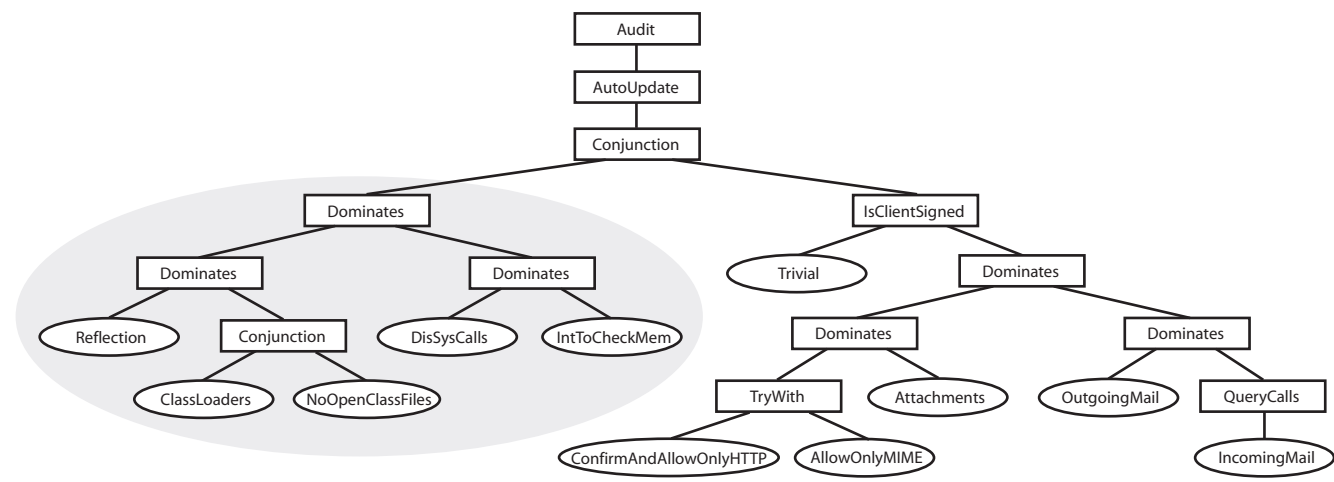 Audit
AutoUpdate
Conjunction
Dominates
IsClientSigned
Dominates
Dominates
Trivial
Dominates
Reflection
Conjunction
DisSysCalls
IntToCheckMem
Dominates
Dominates
ClassLoaders
NoOpenClassFiles
TryWith
Attachments
OutgoingMail
QueryCalls
ConfirmAndAllowOnlyHTTP
AllowOnlyMIME
IncomingMail